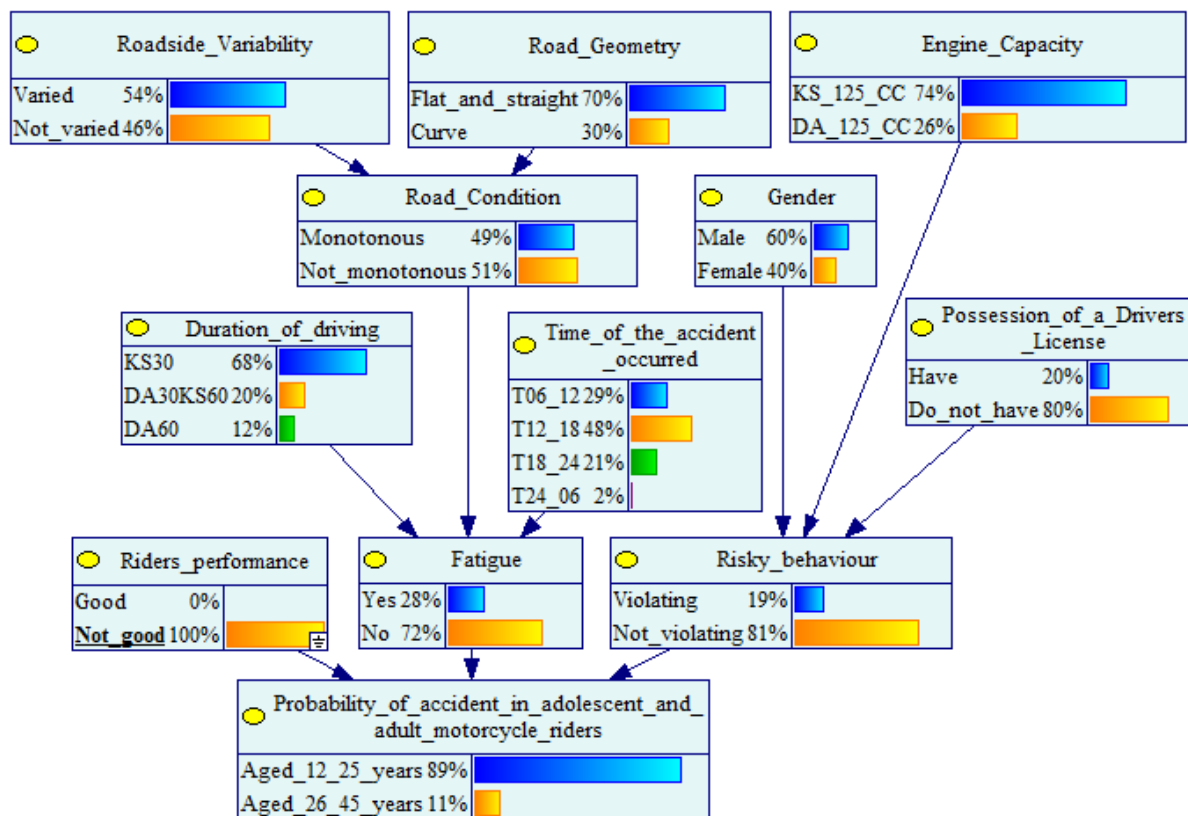 Roadside_Variability
Varied 54%
Not_varied 46%
Road_Geometry
Flat_and_straight 70%
Curve 30%
Engine_Capacity
KS_125_CC 74%
DA_125_CC 26%
Road_Condition
Monotonous 49%
Not_monotonous 51%
Gender
Male 60%
Female 40%
Duration_of_driving
KS30 68%
DA30KS60 20%
DA60 12%
Time_of_the_accident
_occurred
T06_12 29%
T12_18 48%
T18_24 21%
T24_06 2%
Possession_of_a_Drivers
_License
Have 20%
Do_not_have 80%
Riders_performance
Good 0%
Not_good 100%
Fatigue
Yes 28%
No 72%
Risky_behaviour
Violating 19%
Not_violating 81%
Probability_of_accident_in_adolescent_and_
adult_motorcycle_riders
Aged_12_25_years 89%
Aged_26_45_years 11%